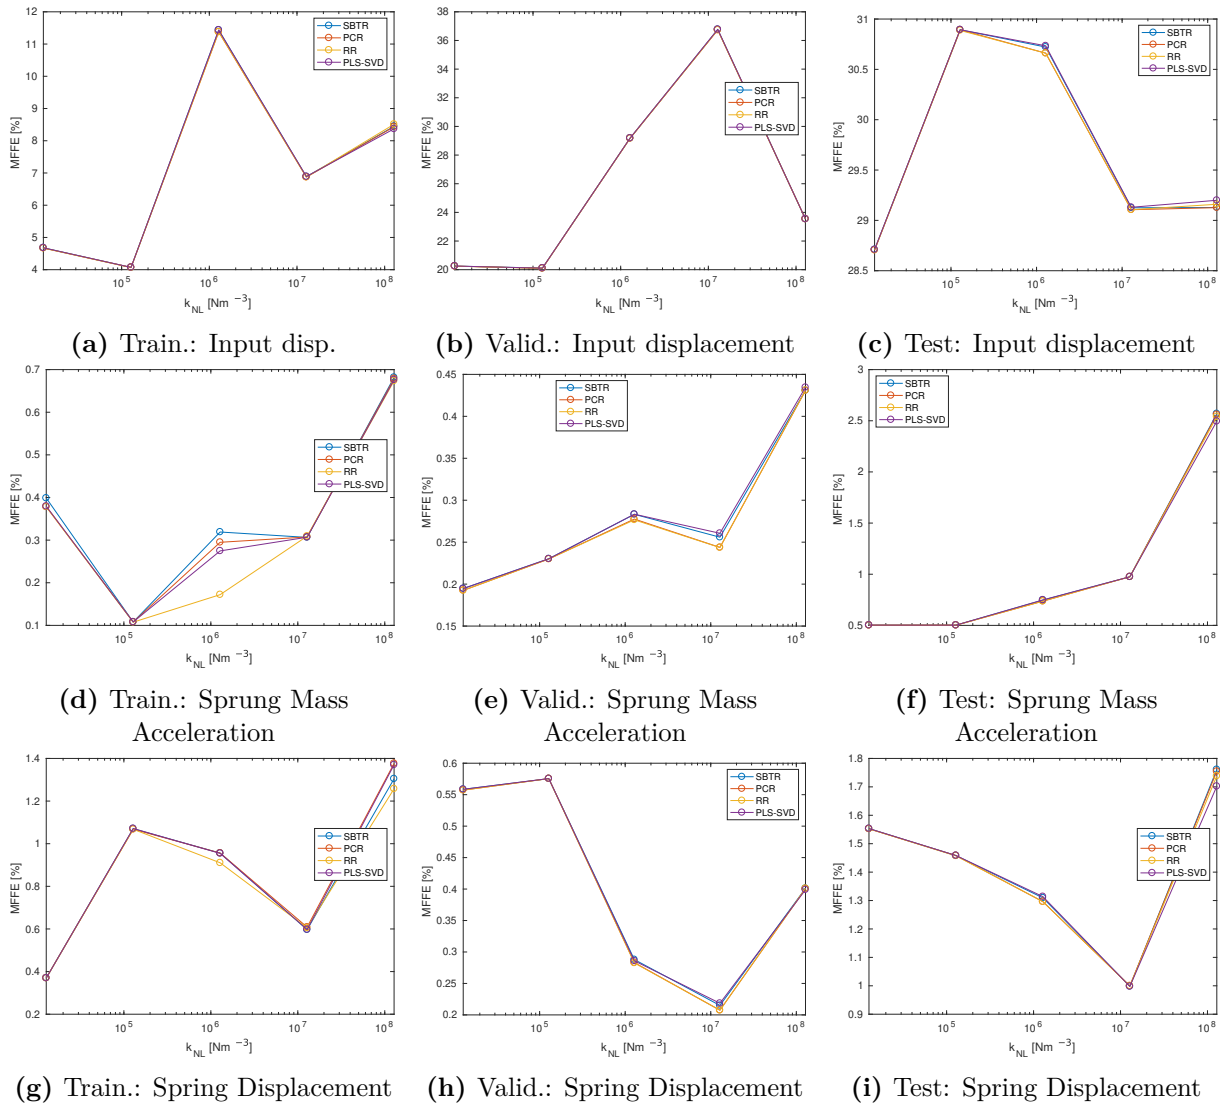 12
11
10
9
8
7
6
5
4
MFFE [%]
10^5
10^6
10^7
10^8
k_NL [Nm^-3]
SBTR
PCR
RR
PLS-SVD
(a) Train.: Input disp.
38
36
34
32
30
28
26
24
22
20
MFFE [%]
10^5
10^6
10^7
10^8
k_NL [Nm^-3]
SBTR
PCR
RR
PLS-SVD
(b) Valid.: Input displacement
31
30.5
30
29.5
29
28.5
MFFE [%]
10^5
10^6
10^7
10^8
k_NL [Nm^-3]
SBTR
PCR
RR
PLS-SVD
(c) Test: Input displacement
0.7
0.6
0.5
0.4
0.3
0.2
0.1
MFFE [%]
10^5
10^6
10^7
10^8
k_NL [Nm^-3]
SBTR
PCR
RR
PLS-SVD
(d) Train.: Sprung Mass
Acceleration
0.45
0.4
0.35
0.3
0.25
0.2
0.15
MFFE [%]
10^5
10^6
10^7
10^8
k_NL [Nm^-3]
SBTR
PCR
RR
PLS-SVD
(e) Valid.: Sprung Mass
Acceleration
3
2.5
2
1.5
1
0.5
MFFE [%]
10^5
10^6
10^7
10^8
k_NL [Nm^-3]
SBTR
PCR
RR
PLS-SVD
(f) Test: Sprung Mass
Acceleration
1.4
1.2
1
0.8
0.6
0.4
0.2
MFFE [%]
10^5
10^6
10^7
10^8
k_NL [Nm^-3]
SBTR
PCR
RR
PLS-SVD
(g) Train.: Spring Displacement
0.6
0.55
0.5
0.45
0.4
0.35
0.3
0.25
0.2
MFFE [%]
10^5
10^6
10^7
10^8
k_NL [Nm^-3]
SBTR
PCR
RR
PLS-SVD
(h) Valid.: Spring Displacement
1.8
1.7
1.6
1.5
1.4
1.3
1.2
1.1
1
0.9
MFFE [%]
10^5
10^6
10^7
10^8
k_NL [Nm^-3]
SBTR
PCR
RR
PLS-SVD
(i) Test: Spring Displacement